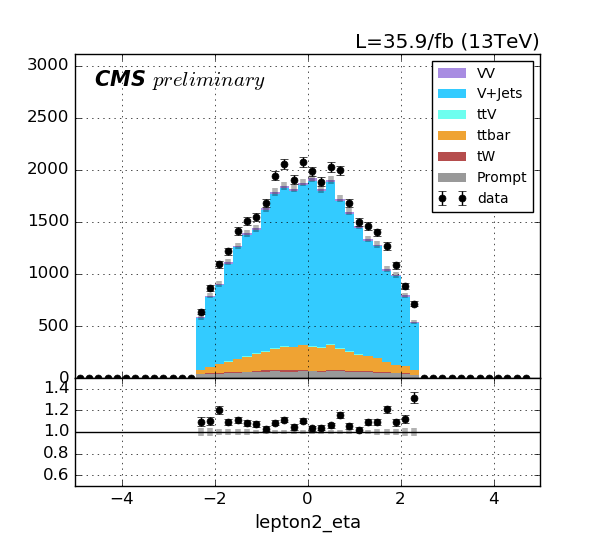 L=35.9/fb (13TeV)
CMS preliminary
VV
V+Jets
ttV
ttbar
tW
Prompt
data
3000
2500
2000
1500
1000
500
0
1.4
1.2
1.0
0.8
0.6
−4 −2 0 2 4
lepton2_eta